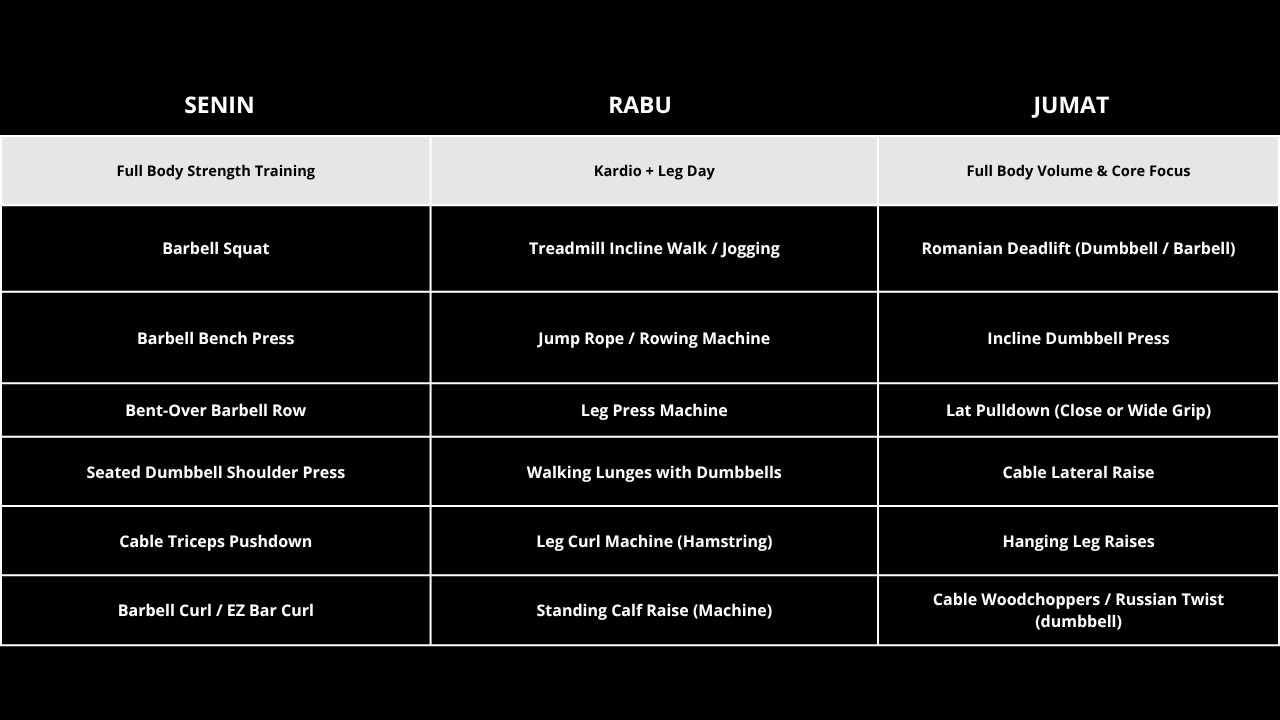 SENIN
RABU
JUMAT
Full Body Strength Training
Kardio + Leg Day
Full Body Volume & Core Focus
Barbell Squat
Treadmill Incline Walk / Jogging
Romanian Deadlift (Dumbbell / Barbell)
Barbell Bench Press
Jump Rope / Rowing Machine
Incline Dumbbell Press
Bent-Over Barbell Row
Leg Press Machine
Lat Pulldown (Close or Wide Grip)
Seated Dumbbell Shoulder Press
Walking Lunges with Dumbbells
Cable Lateral Raise
Cable Triceps Pushdown
Leg Curl Machine (Hamstring)
Hanging Leg Raises
Barbell Curl / EZ Bar Curl
Standing Calf Raise (Machine)
Cable Woodchoppers / Russian Twist
(dumbbell)